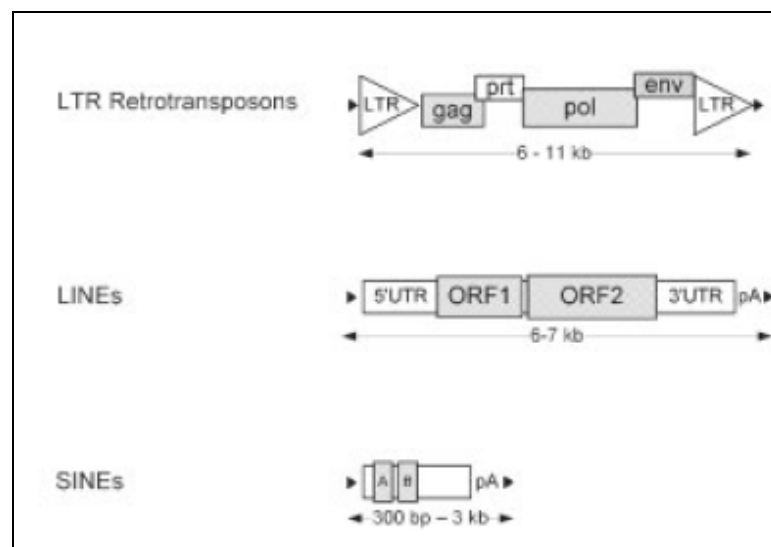 LTR Retrotransposons
LTR gag prt pol env LTR
6 - 11 kb
LINEs
5'UTR ORF1 ORF2 3'UTR pA
6-7 kb
SINEs
A B pA
300 bp – 3 kb